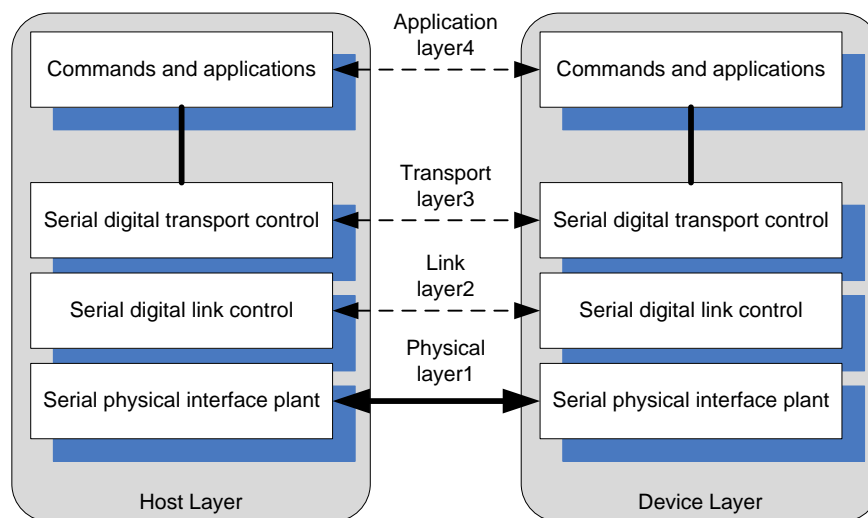 Application
layer4
Commands and applications
Commands and applications
Transport
layer3
Serial digital transport control
Serial digital transport control
Link
layer2
Serial digital link control
Serial digital link control
Physical
layer1
Serial physical interface plant
Serial physical interface plant
Host Layer
Device Layer